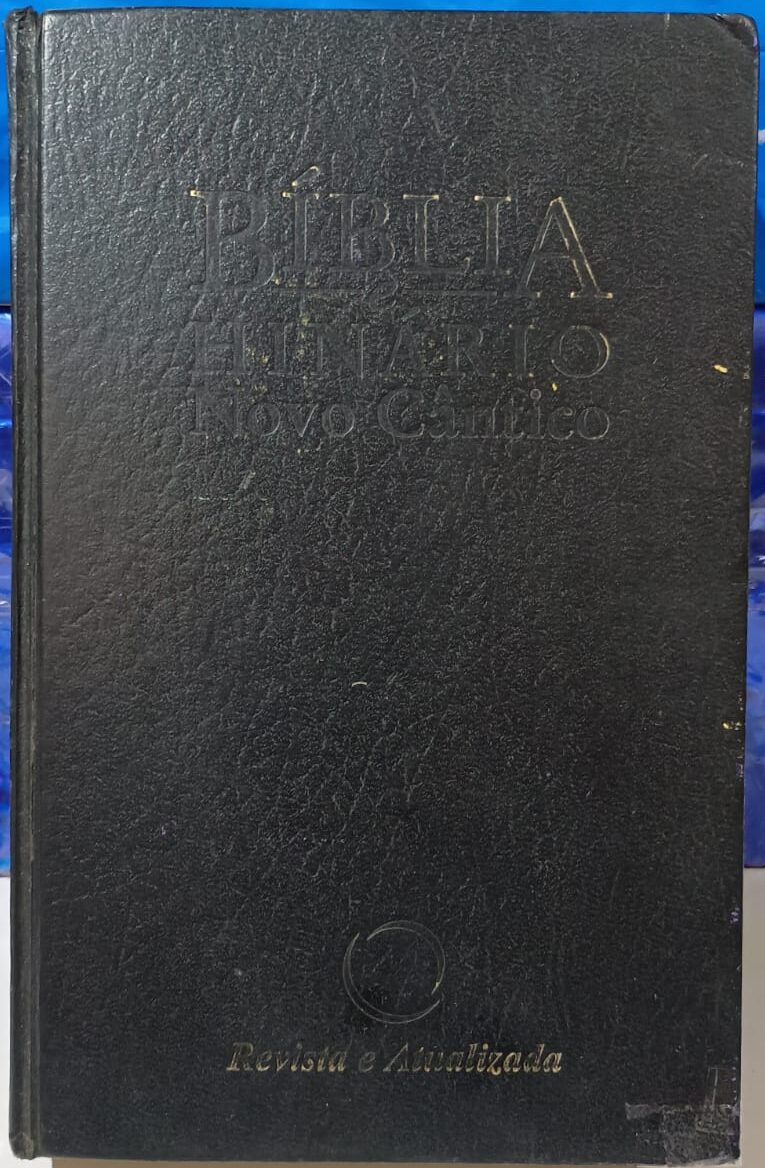 BÍBLIA
e
HINÁRIO
Novo Cântico
Revista e Atualizada